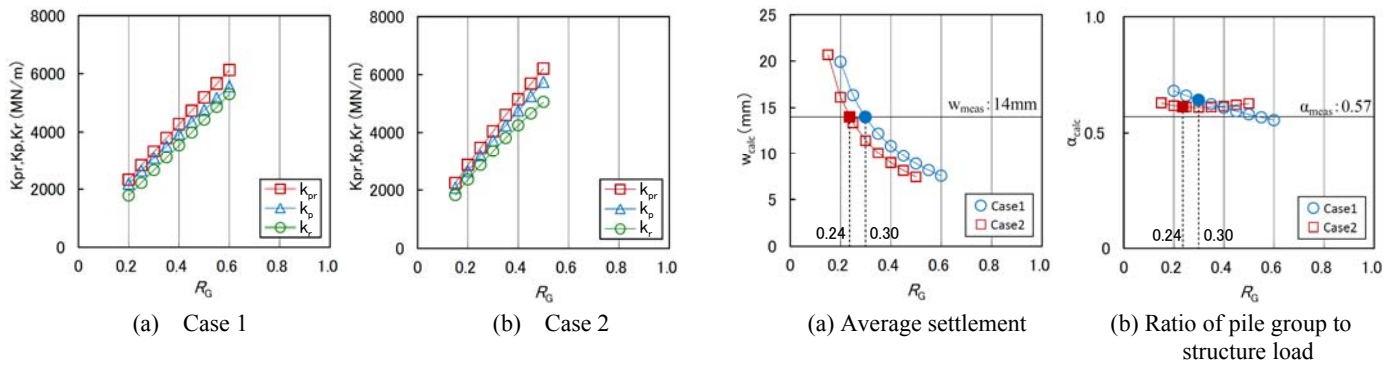 Kpr,Kp,Kr (MN/m)
8000
6000
4000
2000
0
kpr
kp
kr
0 0.2 0.4 0.6 0.8 1.0
RG
(a) Case 1
Kpr,Kp,Kr (MN/m)
8000
6000
4000
2000
0
kpr
kp
kr
0 0.2 0.4 0.6 0.8 1.0
RG
(b) Case 2
wcalc (mm)
25
20
15
10
5
0
wmeas : 14mm
Case1
Case2
0.24 0.30
0 0.2 0.4 0.6 0.8 1.0
RG
(a) Average settlement
αcalc
1.0
0.5
0
αmeas : 0.57
Case1
Case2
0.24 0.30
0 0.2 0.4 0.6 0.8 1.0
RG
(b) Ratio of pile group to
structure load